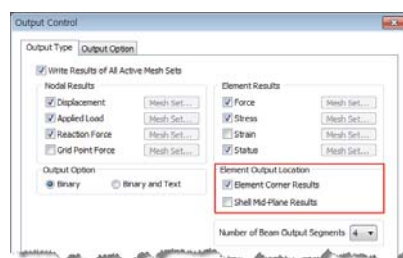 Output Control
Output Type Output Option
Write Results of All Active Mesh Sets
Nodal Results
Displacement Mesh Set...
Applied Load Mesh Set...
Reaction Force Mesh Set...
Grid Point Force Mesh Set...
Output Option
Binary Binary and Text
Element Results
Force Mesh Set...
Stress Mesh Set...
Strain Mesh Set...
Status Mesh Set...
Element Output Location
Element Corner Results
Shell Mid-Plane Results
Number of Beam Output Segments 4